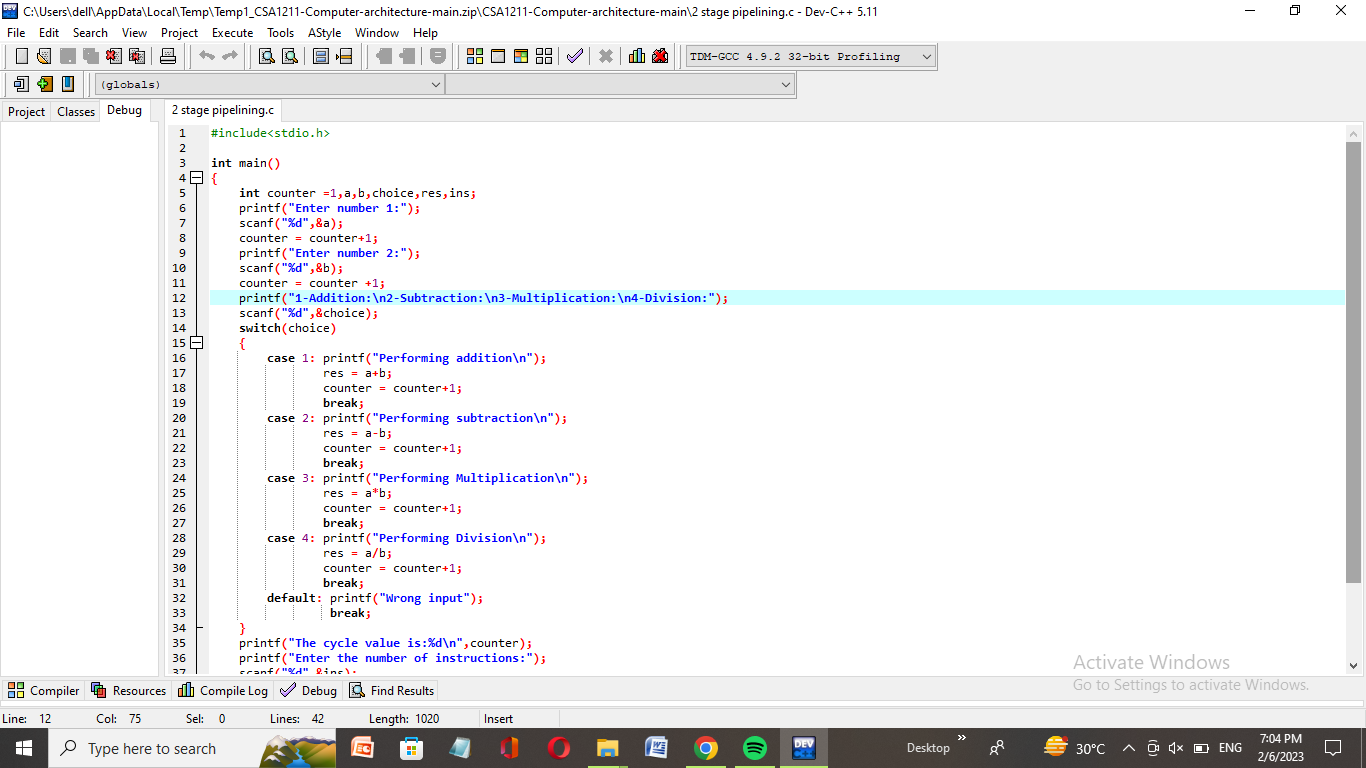 C:\Users\dell\AppData\Local\Temp\Temp1_CSA1211-Computer-architecture-main.zip\CSA1211-Computer-architecture-main\2 stage pipelining.c - Dev-C++ 5.11
File Edit Search View Project Execute Tools AStyle Window Help
TDM-GCC 4.9.2 32-bit Profiling
(globals)
Project Classes Debug 2 stage pipelining.c
1 #include<stdio.h>
2
3 int main()
4 {
5 int counter =1,a,b,choice,res,ins;
6 printf("Enter number 1:");
7 scanf("%d",&a);
8 counter = counter+1;
9 printf("Enter number 2:");
10 scanf("%d",&b);
11 counter = counter +1;
12 printf("1-Addition:\n2-Subtraction:\n3-Multiplication:\n4-Division:");
13 scanf("%d",&choice);
14 switch(choice)
15 {
16 case 1: printf("Performing addition\n");
17 res = a+b;
18 counter = counter+1;
19 break;
20 case 2: printf("Performing subtraction\n");
21 res = a-b;
22 counter = counter+1;
23 break;
24 case 3: printf("Performing Multiplication\n");
25 res = a*b;
26 counter = counter+1;
27 break;
28 case 4: printf("Performing Division\n");
29 res = a/b;
30 counter = counter+1;
31 break;
32 default: printf("Wrong input");
33 break;
34 }
35 printf("The cycle value is:%d\n",counter);
36 printf("Enter the number of instructions:");
37 scanf("%d",&ins);
Activate Windows
Go to Settings to activate Windows.
Compiler Resources Compile Log Debug Find Results
Line: 12 Col: 75 Sel: 0 Lines: 42 Length: 1020 Insert
Type here to search DEV Desktop 30°C ENG 7:04 PM
2/6/2023